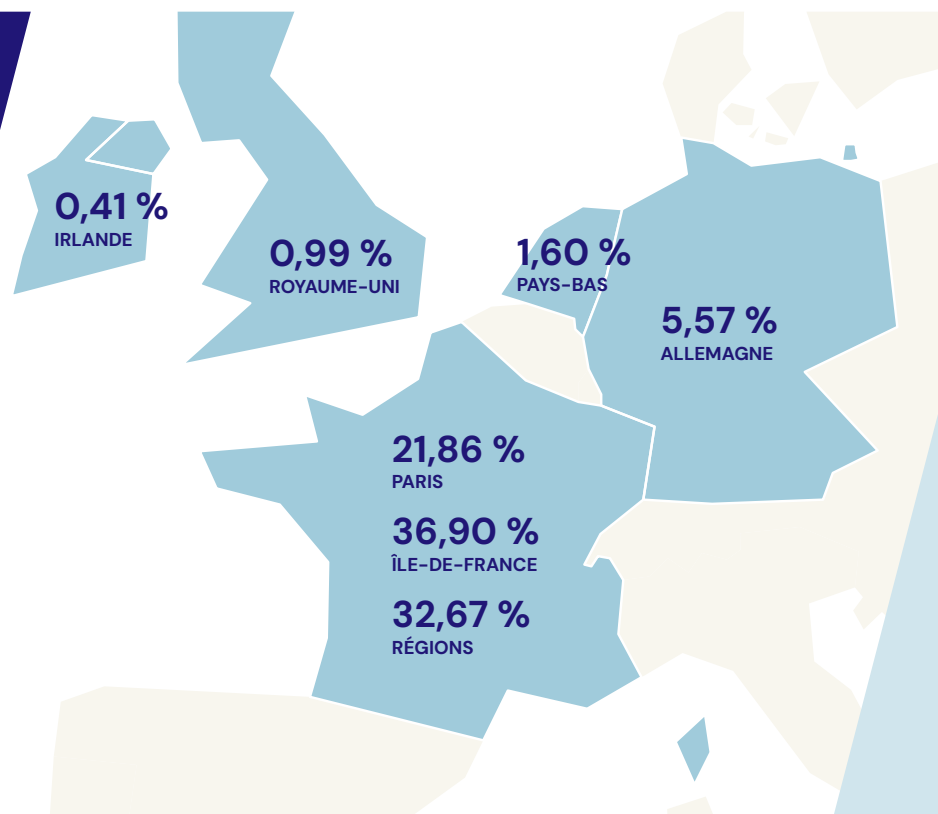 0,41 %
IRLANDE
0,99 %
ROYAUME-UNI
1,60 %
PAYS-BAS
5,57 %
ALLEMAGNE
21,86 %
PARIS
36,90 %
ÎLE-DE-FRANCE
32,67 %
RÉGIONS